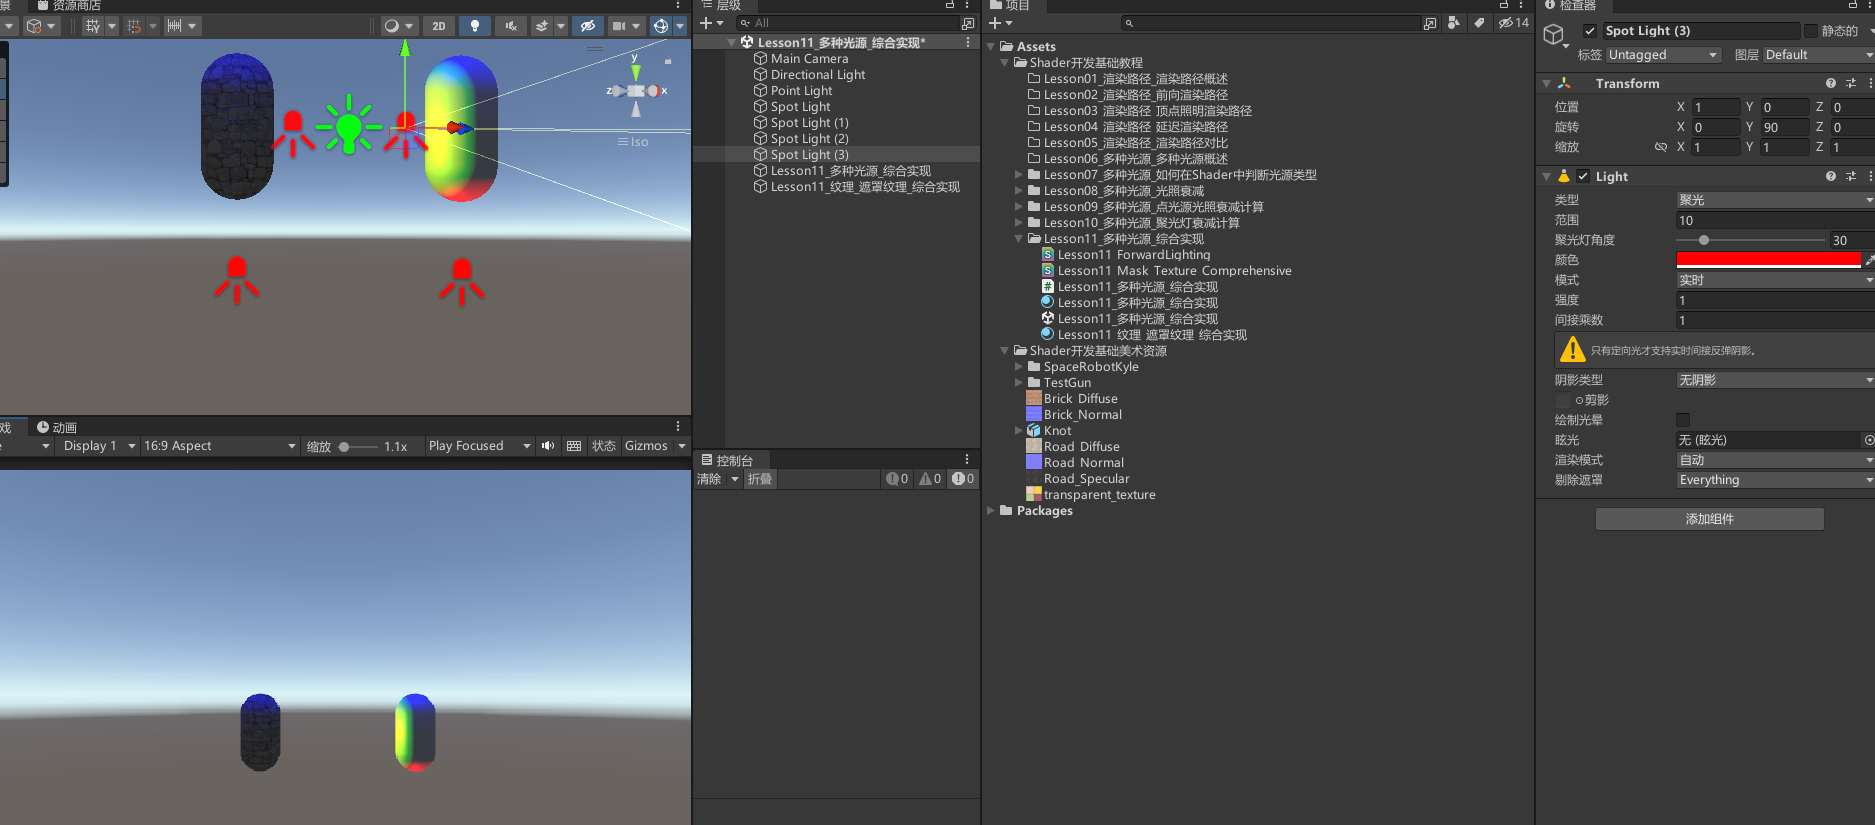 资源商店
2D
y
z
x
Iso
动画
Display 1
16:9 Aspect
缩放
1.1x
Play Focused
状态
Gizmos
层级
All
Lesson11_多种光源_综合实现*
Main Camera
Directional Light
Point Light
Spot Light
Spot Light (1)
Spot Light (2)
Spot Light (3)
Lesson11_多种光源_综合实现
Lesson11_纹理_遮罩纹理_综合实现
控制台
清除
折叠
0
0
0
项目
14
Assets
Shader开发基础教程
Lesson01_渲染路径_渲染路径概述
Lesson02_渲染路径_前向渲染路径
Lesson03_渲染路径_顶点照明渲染路径
Lesson04_渲染路径_延迟渲染路径
Lesson05_渲染路径_渲染路径对比
Lesson06_多种光源_多种光源概述
Lesson07_多种光源_如何在Shader中判断光源类型
Lesson08_多种光源_光照衰减
Lesson09_多种光源_点光源光照衰减计算
Lesson10_多种光源_聚光灯衰减计算
Lesson11_多种光源_综合实现
Lesson11_ForwardLighting
Lesson11_Mask_Texture_Comprehensive
Lesson11_多种光源_综合实现
Lesson11_多种光源_综合实现
Lesson11_多种光源_综合实现
Lesson11_纹理_遮罩纹理_综合实现
Shader开发基础美术资源
SpaceRobotKyle
TestGun
Brick_Diffuse
Brick_Normal
Knot
Road_Diffuse
Road_Normal
Road_Specular
transparent_texture
Packages
检查器
Spot Light (3)
静态的
标签 Untagged
图层 Default
Transform
位置 X 1 Y 0 Z 0
旋转 X 0 Y 90 Z 0
缩放 X 1 Y 1 Z 1
Light
类型 聚光
范围 10
聚光灯角度 30
颜色
模式 实时
强度 1
间接乘数 1
只有定向光才支持实时间接反弹阴影。
阴影类型 无阴影
剪影
绘制光晕
眩光 无 (眩光)
渲染模式 自动
剔除遮罩 Everything
添加组件